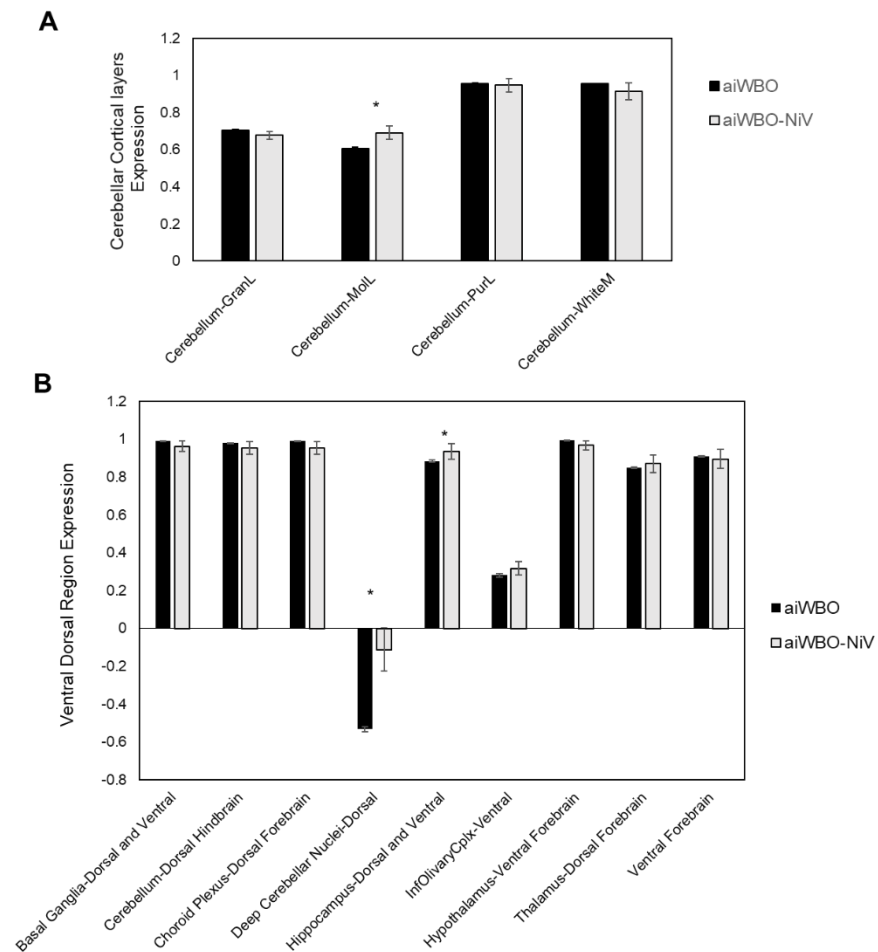 A
Cerebellar Cortical layers
Expression
1.2
1
0.8
0.6
0.4
0.2
0
*
Cerebellum-GranL
Cerebellum-MolL
Cerebellum-PurL
Cerebellum-WhiteM
aiWBO
aiWBO-NiV
B
Ventral Dorsal Region Expression
1.2
1
0.8
0.6
0.4
0.2
0
-0.2
-0.4
-0.6
-0.8
*
*
Basal Ganglia-Dorsal and Ventral
Cerebellum-Dorsal Hindbrain
Choroid Plexus-Dorsal Forebrain
Deep Cerebellar Nuclei-Dorsal
Hippocampus-Dorsal and Ventral
InfOlivaryCplx-Ventral
Hypothalamus-Ventral Forebrain
Thalamus-Dorsal Forebrain
Ventral Forebrain
aiWBO
aiWBO-NiV